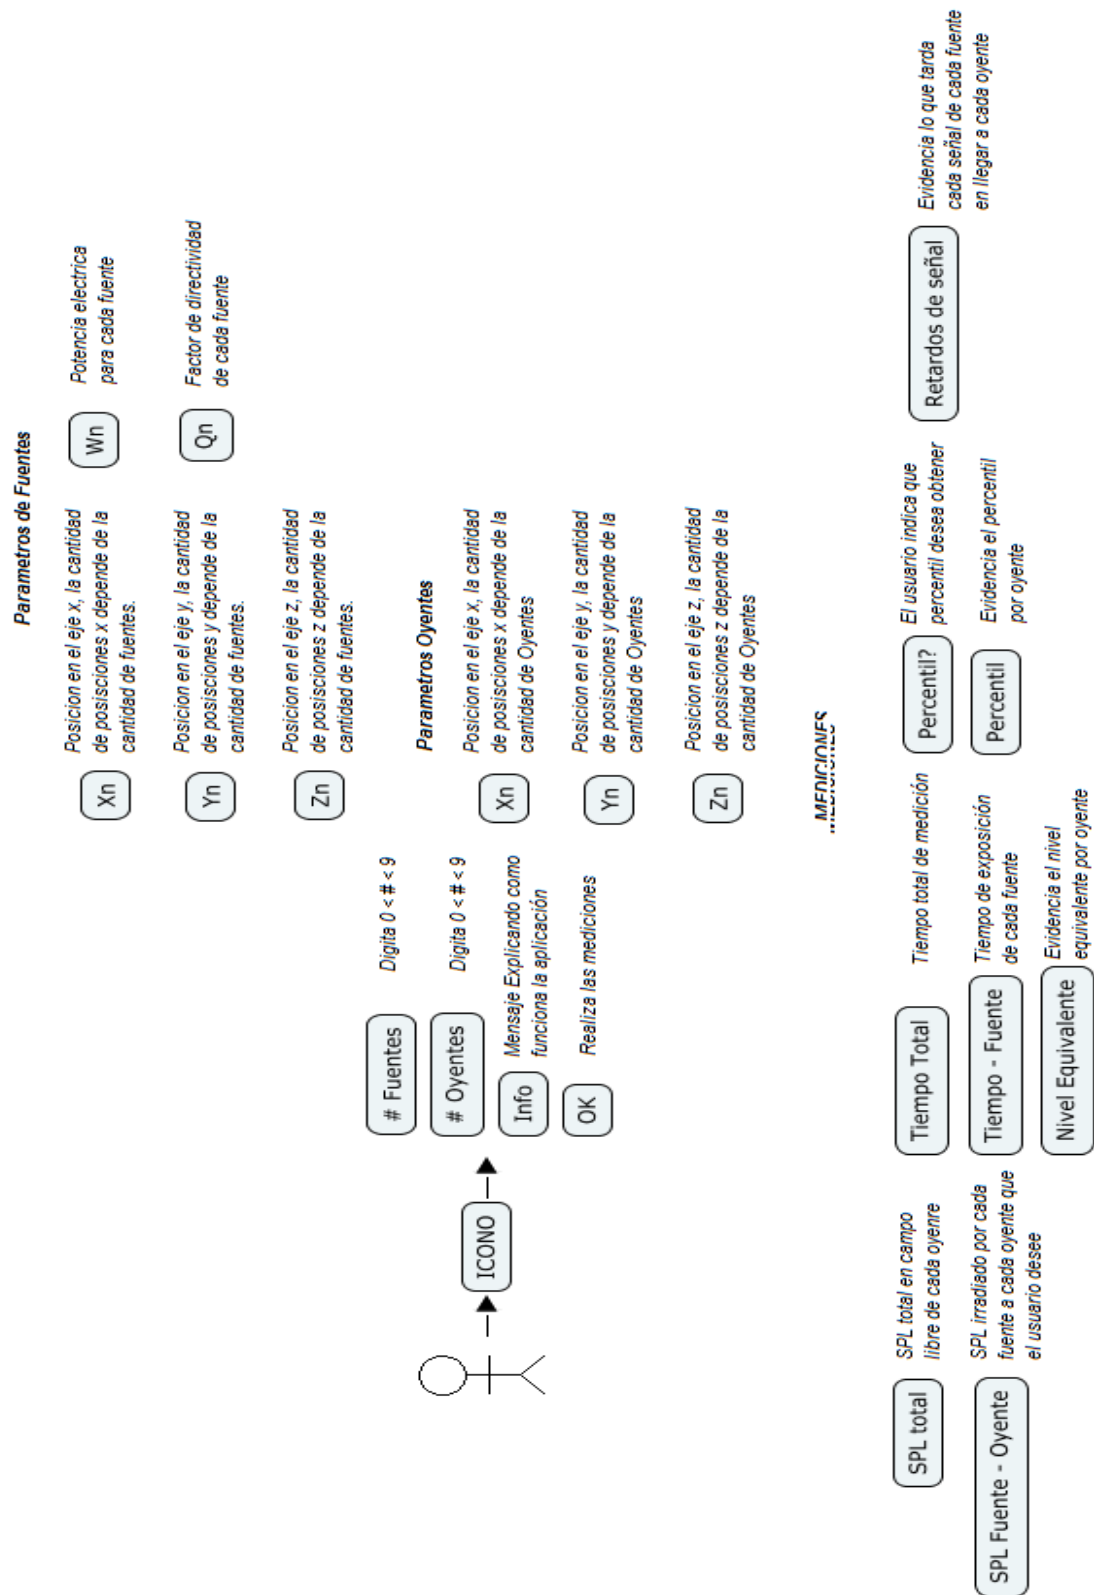 Parametros de Fuentes
Xn
Posicion en el eje x, la cantidad
de posisciones x depende de la
cantidad de fuentes.
Wn
Potencia electrica
para cada fuente
Yn
Posicion en el eje y, la cantidad
de posisciones y depende de la
cantidad de fuentes.
Qn
Factor de directividad
de cada fuente
Zn
Posicion en el eje z, la cantidad
de posisciones z depende de la
cantidad de fuentes.
ICONO
# Fuentes
Digita 0 < # < 9
# Oyentes
Digita 0 < # < 9
Info
Mensaje Explicando como
funciona la aplicación
OK
Realiza las mediciones
Parametros Oyentes
Xn
Posicion en el eje x, la cantidad
de posisciones x depende de la
cantidad de Oyentes
Yn
Posicion en el eje y, la cantidad
de posisciones y depende de la
cantidad de Oyentes
Zn
Posicion en el eje z, la cantidad
de posisciones z depende de la
cantidad de Oyentes
MEDICIONES
SPL total
SPL total en campo
libre de cada oyenre
SPL Fuente - Oyente
SPL irradiado por cada
fuente a cada oyente que
el usuario desee
Tiempo Total
Tiempo total de medición
Tiempo - Fuente
Tiempo de exposición
de cada fuente
Nivel Equivalente
Evidencia el nivel
equivalente por oyente
Percentil?
El usuario indica que
percentil desea obtener
Percentil
Evidencia el percentil
por oyente
Retardos de señal
Evidencia lo que tarda
cada señal de cada fuente
en llegar a cada oyente